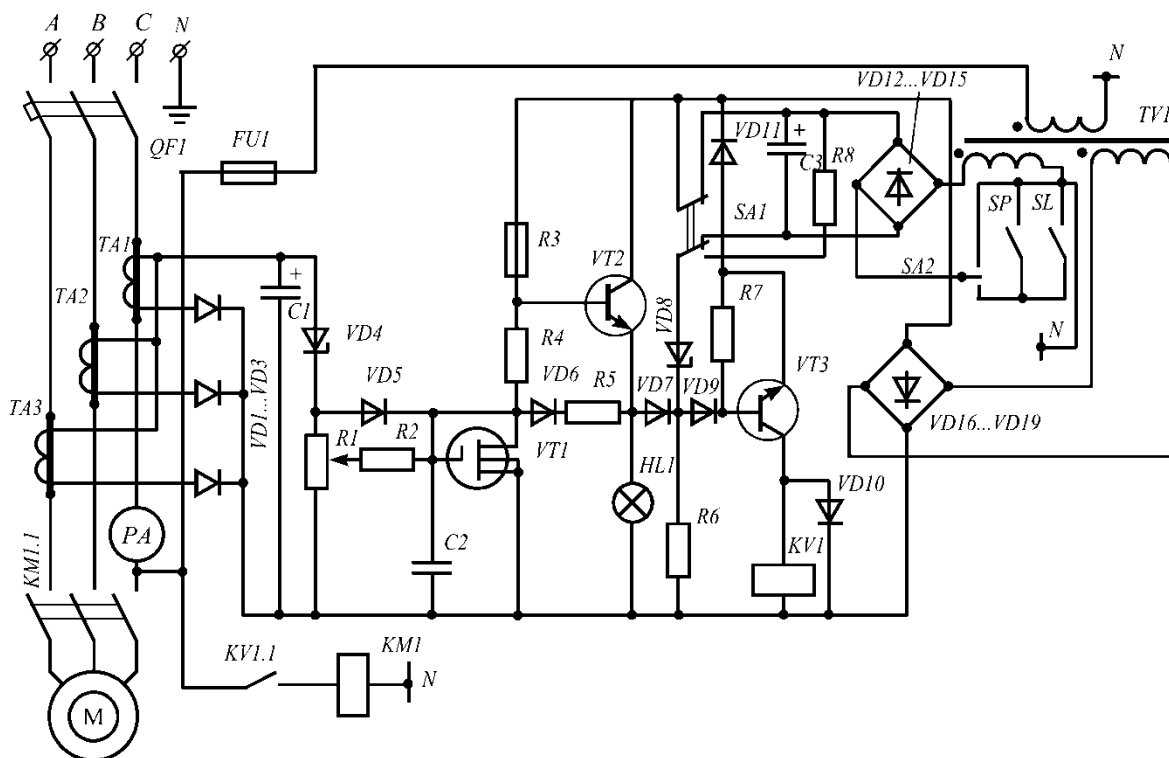 A B C N
N
VD12...VD15
TV1
QF1
FU1
VD11
+
C3
R8
SP SL
SA1
TA1
R3
VT2
SA2
TA2
+
C1
R7
VD8
N
VD4
R4
VT3
VD5
VD6 R5 VD7 VD9
TA3
VD1...VD3
R1 R2
VT1
VD16...VD19
HL1
VD10
PA
C2
R6
KV1
KM1.1
KV1.1
KM1
N
M